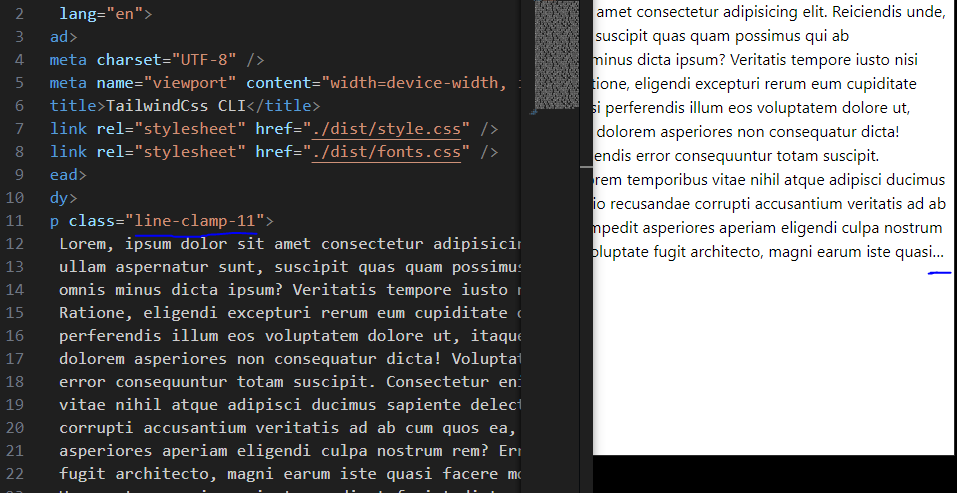 2 lang="en">
3 ad>
4 meta charset="UTF-8" />
5 meta name="viewport" content="width=device-width,
6 title>TailwindCss CLI</title>
7 link rel="stylesheet" href="./dist/style.css" />
8 link rel="stylesheet" href="./dist/fonts.css" />
9 ead>
10 dy>
11 p class="line-clamp-11">
12 Lorem, ipsum dolor sit amet consectetur adipisicin
13 ullam aspernatur sunt, suscipit quas quam possimus
14 omnis minus dicta ipsum? Veritatis tempore iusto n
15 Ratione, eligendi excepturi rerum eum cupiditate
16 perferendis illum eos voluptatem dolore ut, itaque
17 dolorem asperiores non consequatur dicta! Voluptat
18 error consequuntur totam suscipit. Consectetur eni
19 vitae nihil atque adipisci ducimus sapiente delect
20 corrupti accusantium veritatis ad ab cum quos ea,
21 asperiores aperiam eligendi culpa nostrum rem? Err
22 fugit architecto, magni earum iste quasi facere mo
amet consectetur adipisicing elit. Reiciendis unde,
suscipit quas quam possimus qui ab
minus dicta ipsum? Veritatis tempore iusto nisi
tione, eligendi excepturi rerum eum cupiditate
si perferendis illum eos voluptatem dolore ut,
dolorem asperiores non consequatur dicta!
endis error consequuntur totam suscipit.
orem temporibus vitae nihil atque adipisci ducimus
io recusandae corrupti accusantium veritatis ad ab
mpedit asperiores aperiam eligendi culpa nostrum
oluptate fugit architecto, magni earum iste quasi...